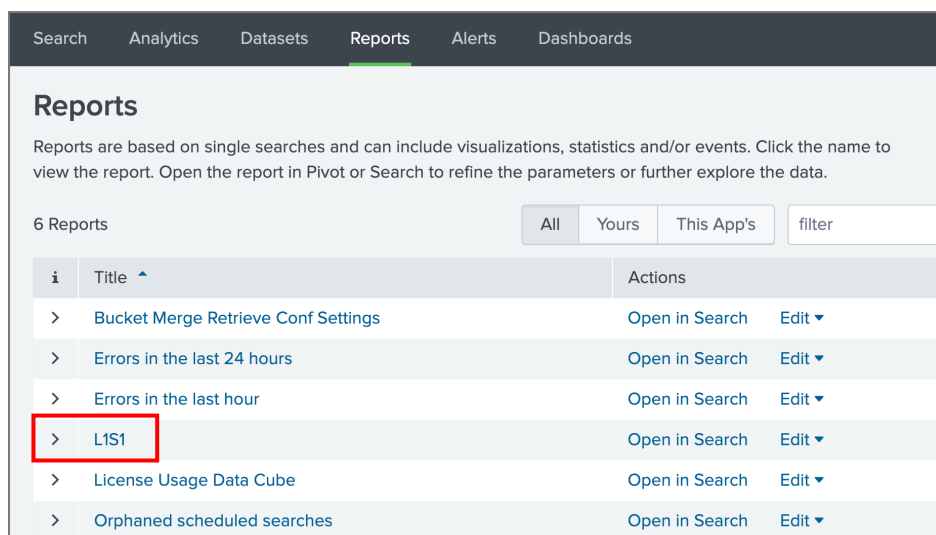 Search Analytics Datasets Reports Alerts Dashboards
Reports
Reports are based on single searches and can include visualizations, statistics and/or events. Click the name to
view the report. Open the report in Pivot or Search to refine the parameters or further explore the data.
6 Reports All Yours This App's filter
i Title Actions
Bucket Merge Retrieve Conf Settings Open in Search Edit
Errors in the last 24 hours Open in Search Edit
Errors in the last hour Open in Search Edit
L1S1 Open in Search Edit
License Usage Data Cube Open in Search Edit
Orphaned scheduled searches Open in Search Edit